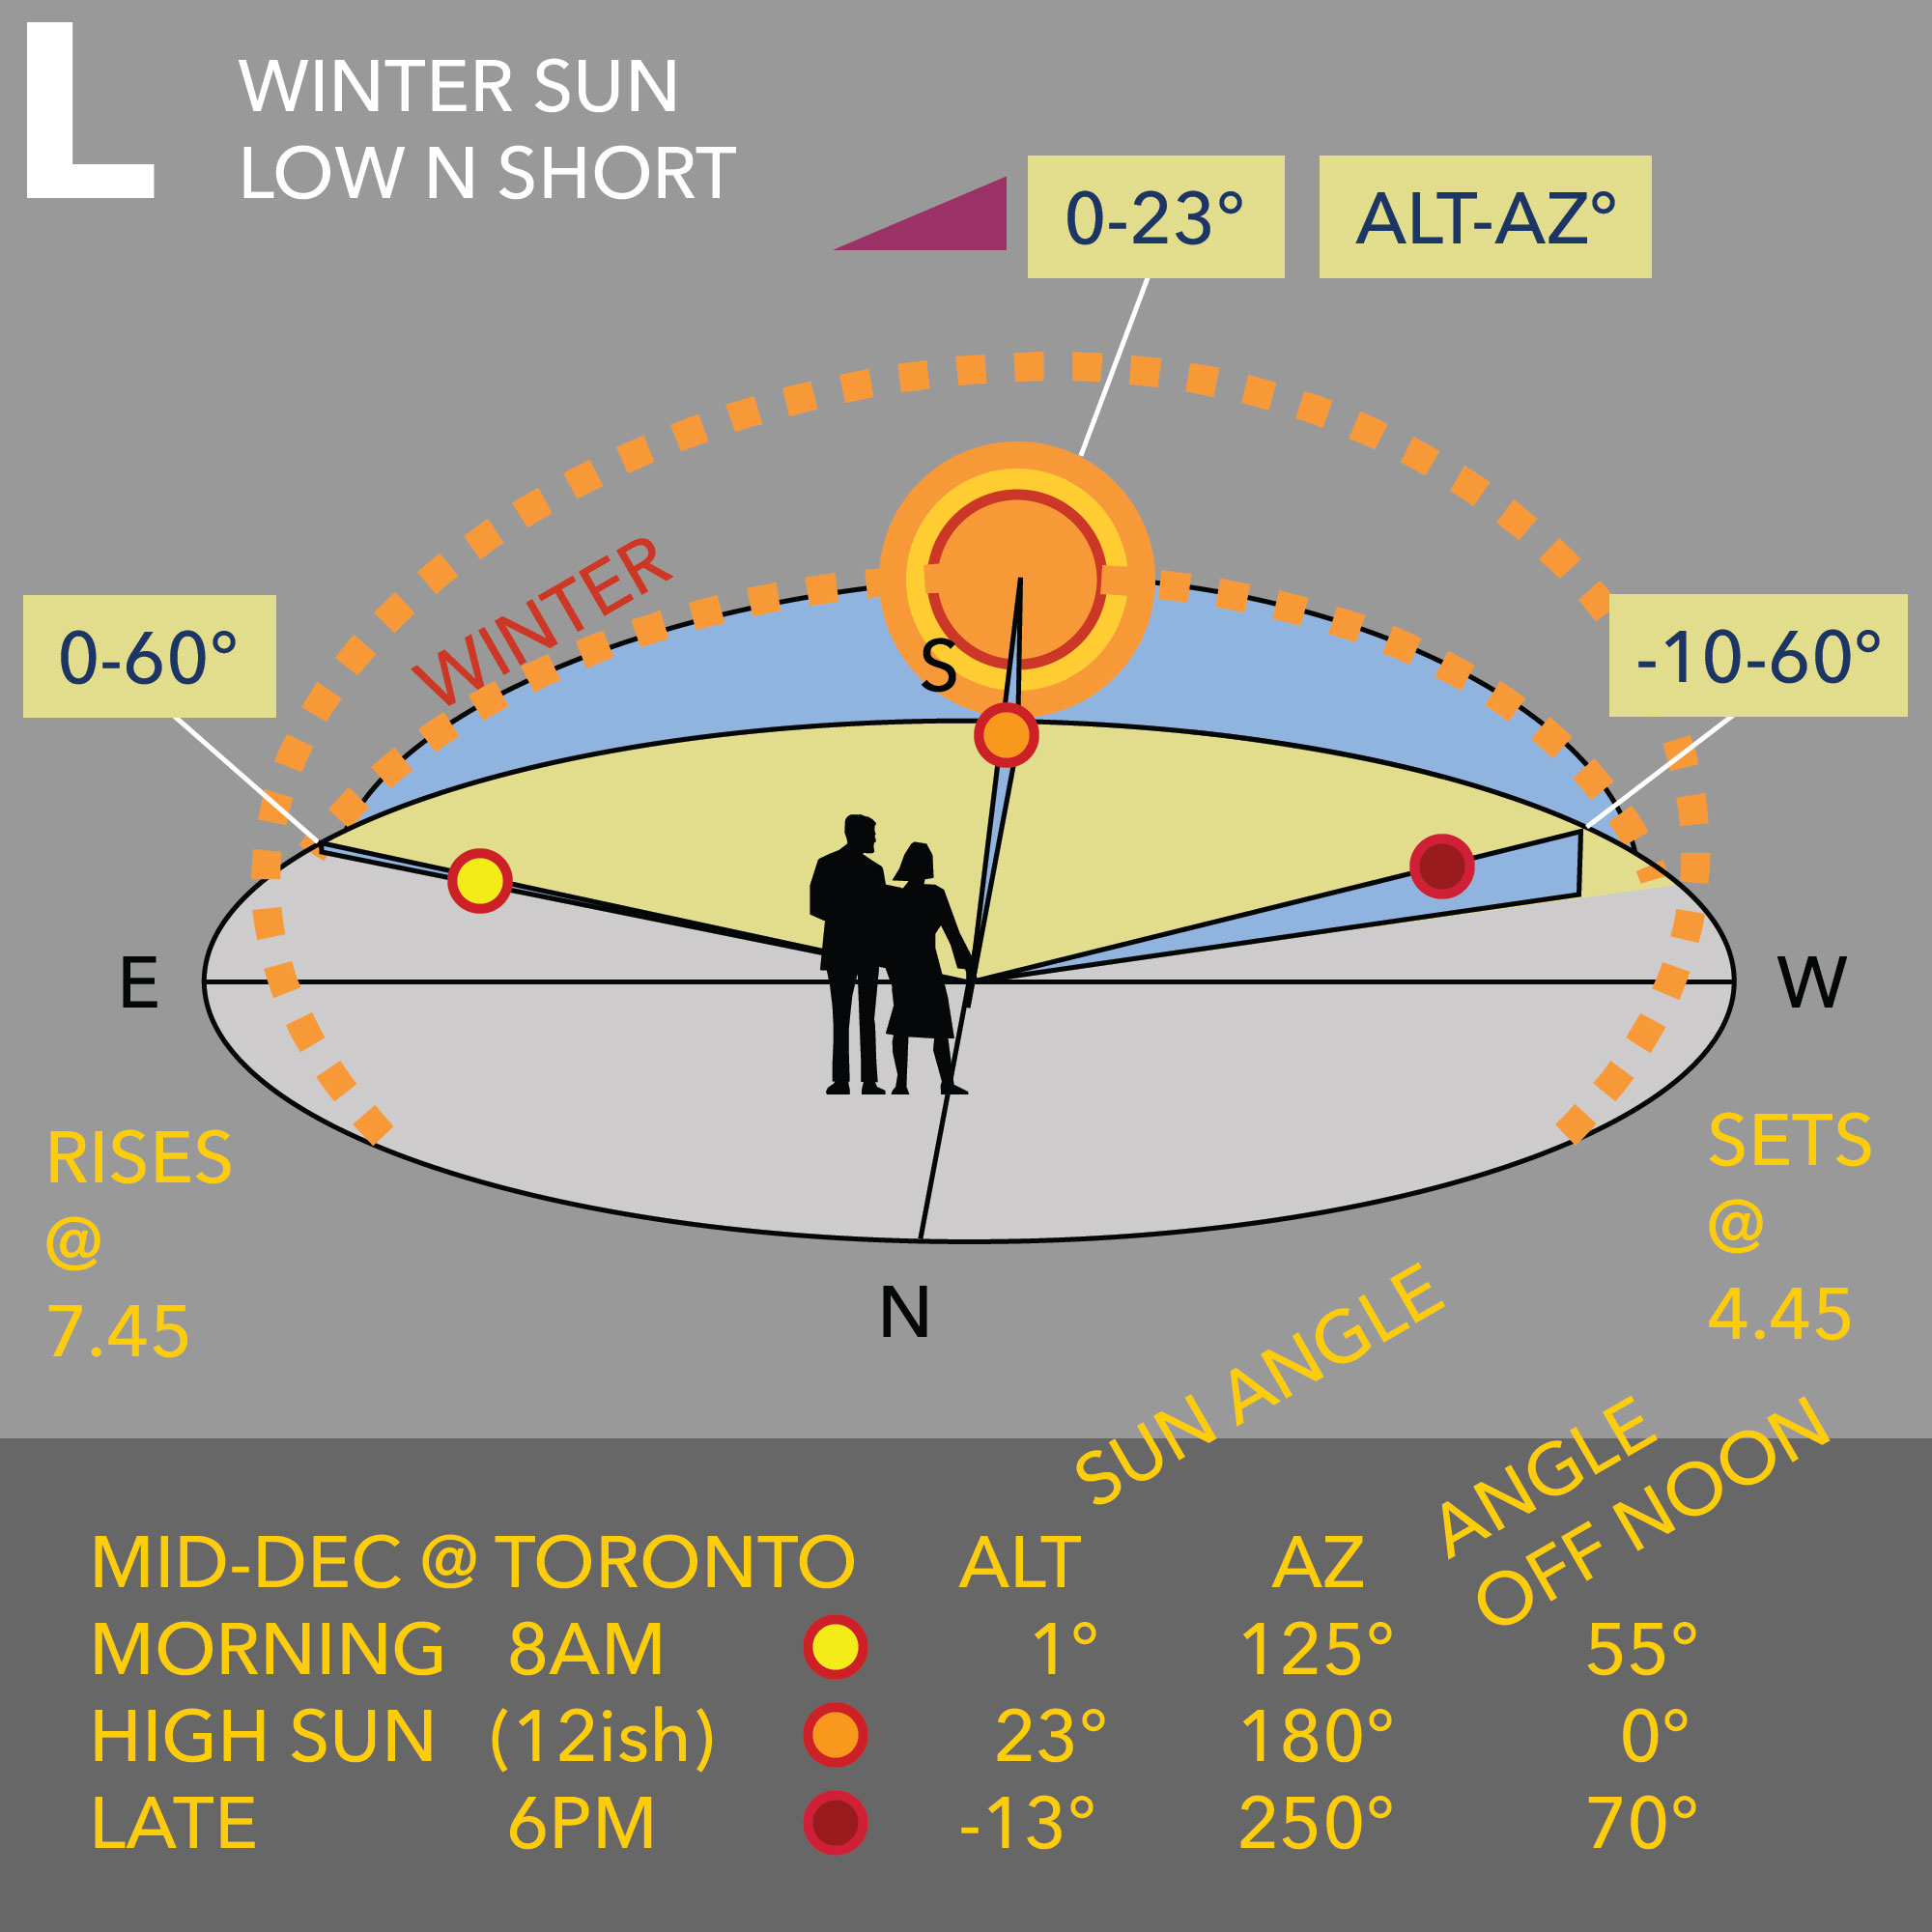 L
WINTER SUN
LOW N SHORT
0-23°
ALT-AZ°
WINTER
0-60°
S
-10-60°
E
W
RISES
@
7.45
SETS
@
4.45
N
SUN ANGLE
ANGLE
OFF NOON
MID-DEC @ TORONTO ALT AZ
MORNING 8AM 1° 125° 55°
HIGH SUN (12ish) 23° 180° 0°
LATE 6PM -13° 250° 70°